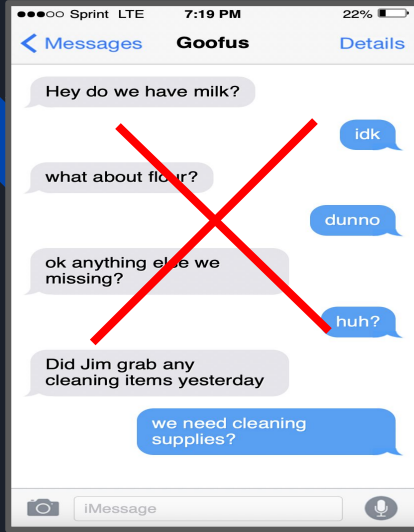 Sprint LTE 7:19 PM 22%
Messages Goofus Details
Hey do we have milk?
idk
what about flour?
dunno
ok anything else we
missing?
huh?
Did Jim grab any
cleaning items yesterday
we need cleaning
supplies?
iMessage